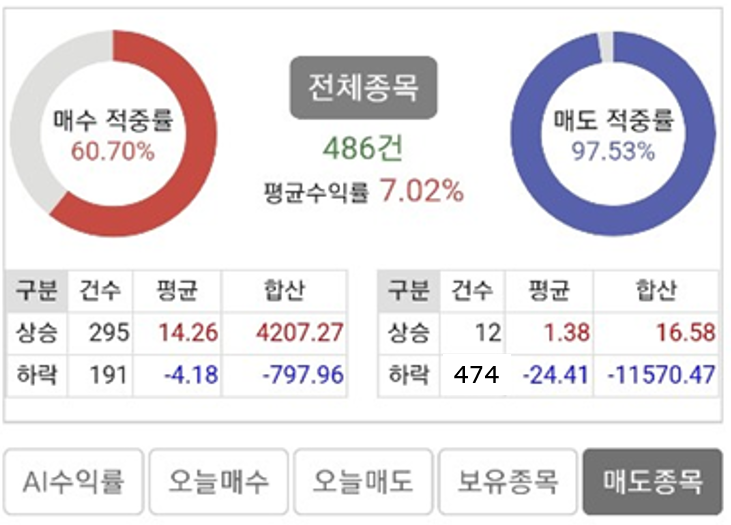 매수 적중률
60.70%
전체종목
486건
평균수익률 7.02%
매도 적중률
97.53%
구분 건수 평균 합산
상승 295 14.26 4207.27
하락 191 -4.18 -797.96
구분 건수 평균 합산
상승 12 1.38 16.58
하락 474 -24.41 -11570.47
AI수익률 오늘매수 오늘매도 보유종목 매도종목